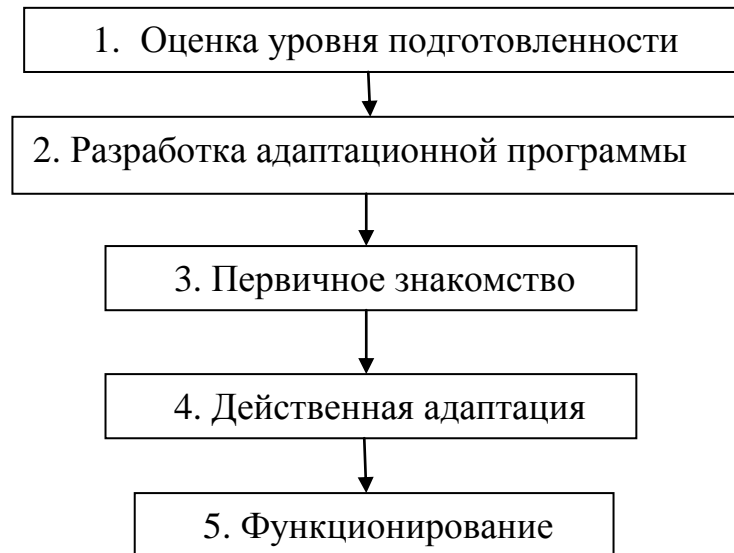 1. Оценка уровня подготовленности
2. Разработка адаптационной программы
3. Первичное знакомство
4. Действенная адаптация
5. Функционирование